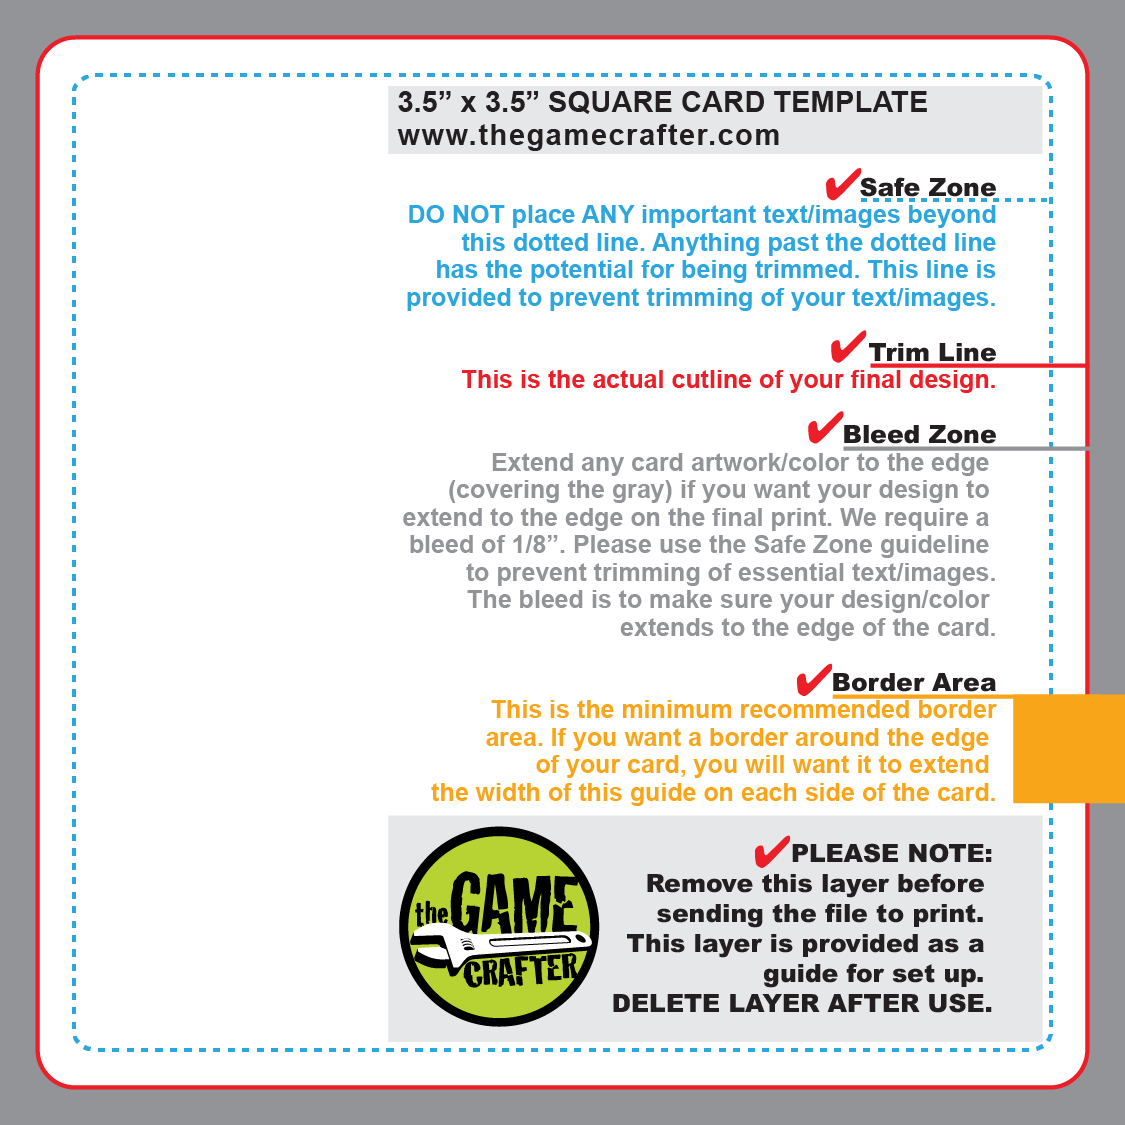 3.5” x 3.5” SQUARE CARD TEMPLATE
www.thegamecrafter.com
Safe Zone
DO NOT place ANY important text/images beyond
this dotted line. Anything past the dotted line
has the potential for being trimmed. This line is
provided to prevent trimming of your text/images.
Trim Line
This is the actual cutline of your final design.
Bleed Zone
Extend any card artwork/color to the edge
(covering the gray) if you want your design to
extend to the edge on the final print. We require a
bleed of 1/8”. Please use the Safe Zone guideline
to prevent trimming of essential text/images.
The bleed is to make sure your design/color
extends to the edge of the card.
Border Area
This is the minimum recommended border
area. If you want a border around the edge
of your card, you will want it to extend
the width of this guide on each side of the card.
the GAME
CRAFTER
PLEASE NOTE:
Remove this layer before
sending the file to print.
This layer is provided as a
guide for set up.
DELETE LAYER AFTER USE.